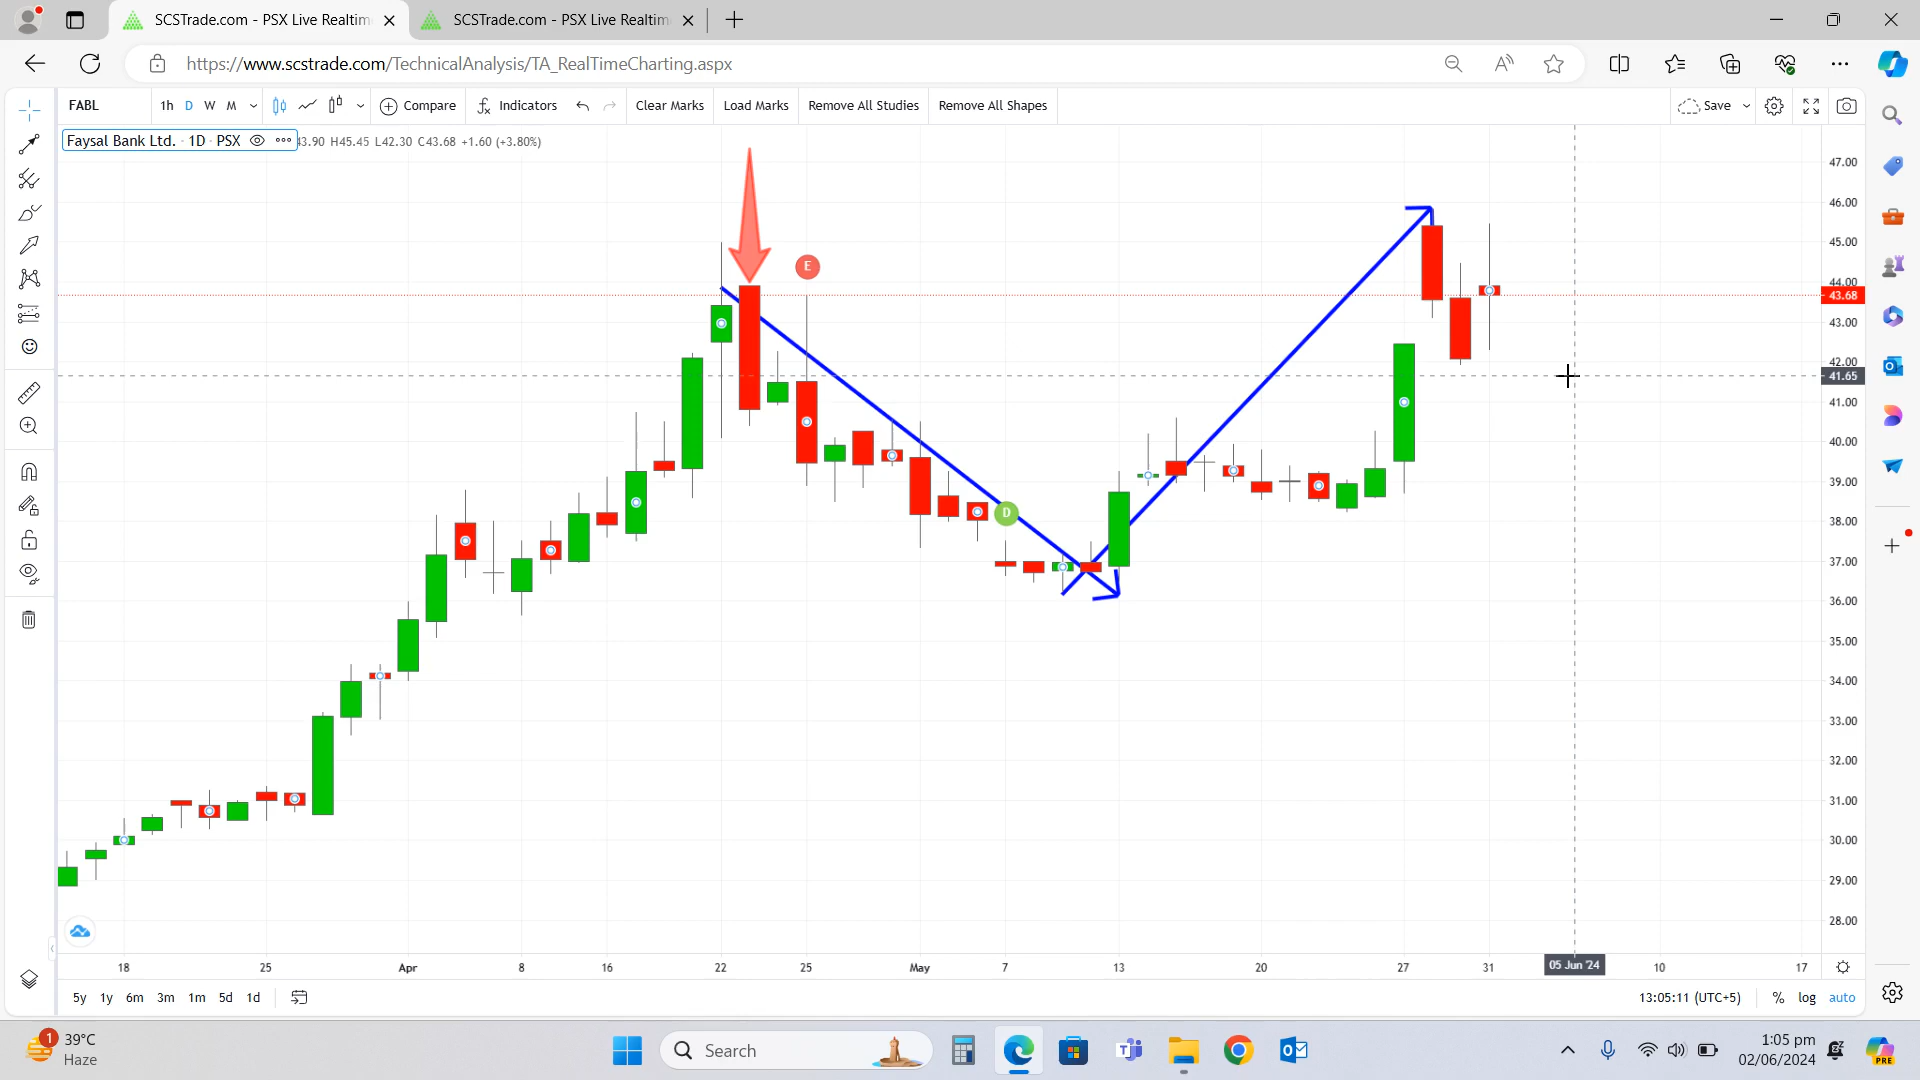 SCSTrade.com - PSX Live Realtim
SCSTrade.com - PSX Live Realtim
https://www.scstrade.com/TechnicalAnalysis/TA_RealTimeCharting.aspx
FABL 1h D W M Compare Indicators Clear Marks Load Marks Remove All Studies Remove All Shapes Save
Faysal Bank Ltd. · 1D · PSX 43.90 H45.45 L42.30 C43.68 +1.60 (+3.80%)
47.00
46.00
45.00
E
44.00
43.68
43.00
42.00
41.65
41.00
40.00
39.00
D
38.00
37.00
36.00
35.00
34.00
33.00
32.00
31.00
30.00
29.00
28.00
18 25 Apr 8 16 22 25 May 7 13 20 27 31 05 Jun '24 10 17
5y 1y 6m 3m 1m 5d 1d 13:05:11 (UTC+5) % log auto
1 39°C
Haze
Search
PRE
1:05 pm
02/06/2024